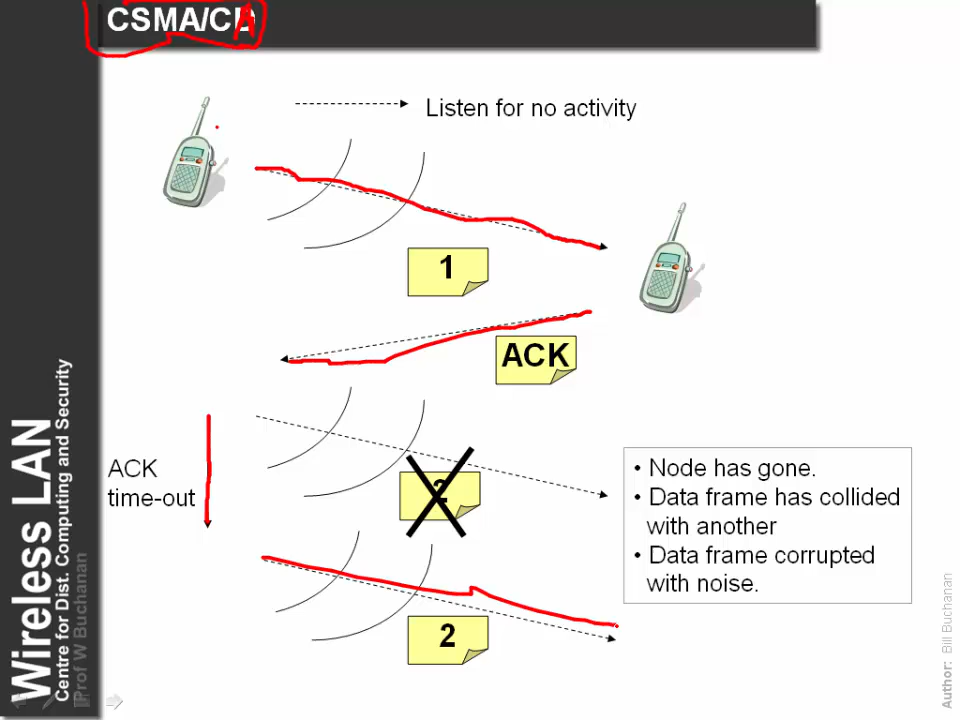 CSMA/CA
Listen for no activity
1
ACK
ACK
time-out
2
• Node has gone.
• Data frame has collided
with another
• Data frame corrupted
with noise.
2
Wireless LAN
Centre for Dist. Computing and Security
Prof W Buchanan
Author: Bill Buchanan